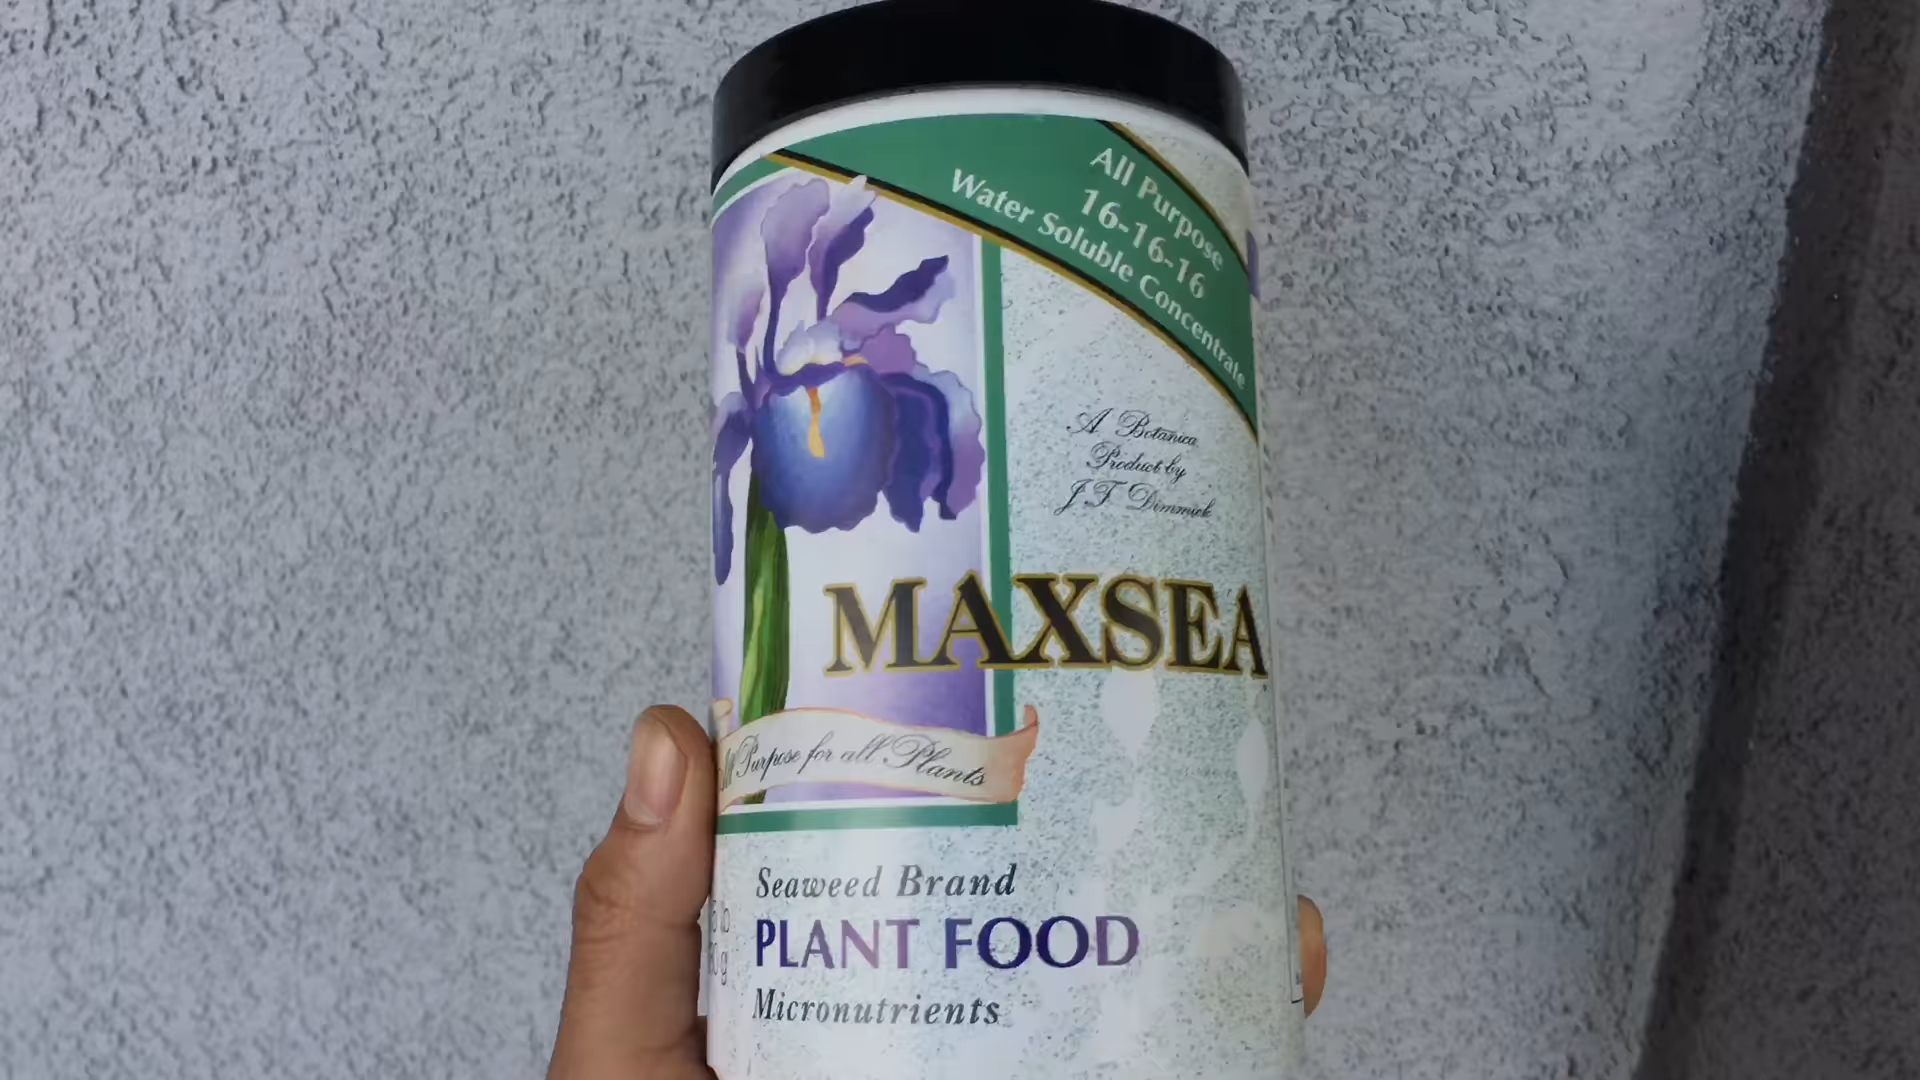 All Purpose
16-16-16
Water Soluble Concentrate
A Botanica
Product by
J T Dimmick
MAXSEA
Purpose for all Plants
Seaweed Brand
PLANT FOOD
Micronutrients
lb
g